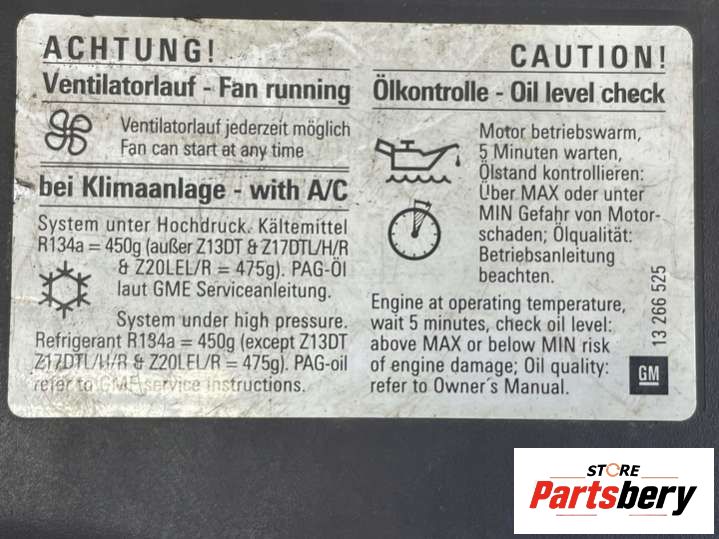 ACHTUNG!
Ventilatorlauf - Fan running
Ventilatorlauf jederzeit möglich
Fan can start at any time
bei Klimaanlage - with A/C
System unter Hochdruck. Kältemittel
R134a = 450g (außer Z13DT & Z17DTL/H/R
& Z20LEL/R = 475g). PAG-Öl
laut GME Serviceanleitung.
System under high pressure.
Refrigerant R134a = 450g (except Z13DT
Z17DTL/H/R & Z20LEL/R = 475g). PAG-oil
refer to GME service instructions.
CAUTION!
Ölkontrolle - Oil level check
Motor betriebswarm,
5 Minuten warten,
Ölstand kontrollieren:
Über MAX oder unter
MIN Gefahr von Motor-
schaden; Ölqualität:
Betriebsanleitung
beachten.
Engine at operating temperature,
wait 5 minutes, check oil level:
above MAX or below MIN risk
of engine damage; Oil quality:
refer to Owner´s Manual.
13 266 525
GM
STORE
Partsbery